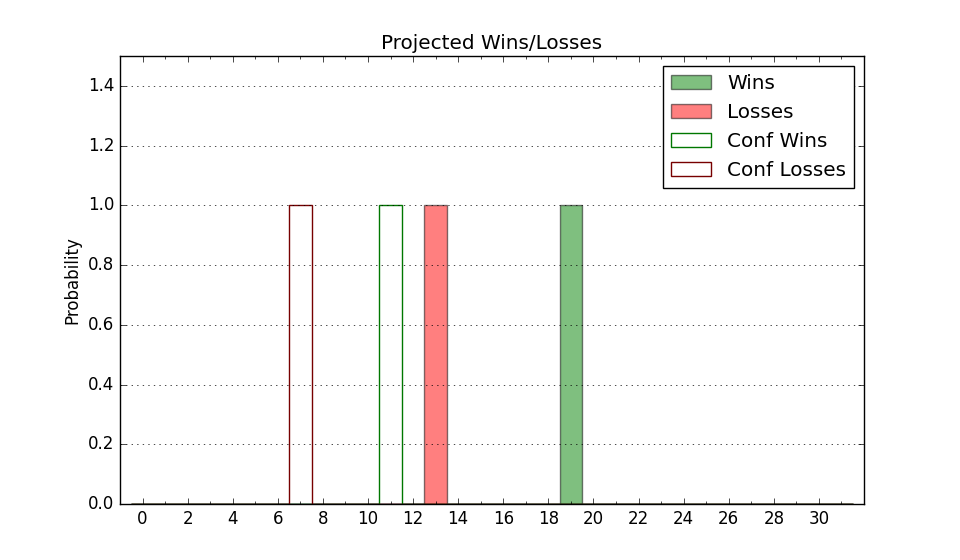 Projected Wins/Losses
Wins
Losses
Conf Wins
Conf Losses
Probability
1.4
1.2
1.0
0.8
0.6
0.4
0.2
0.0
0 2 4 6 8 10 12 14 16 18 20 22 24 26 28 30